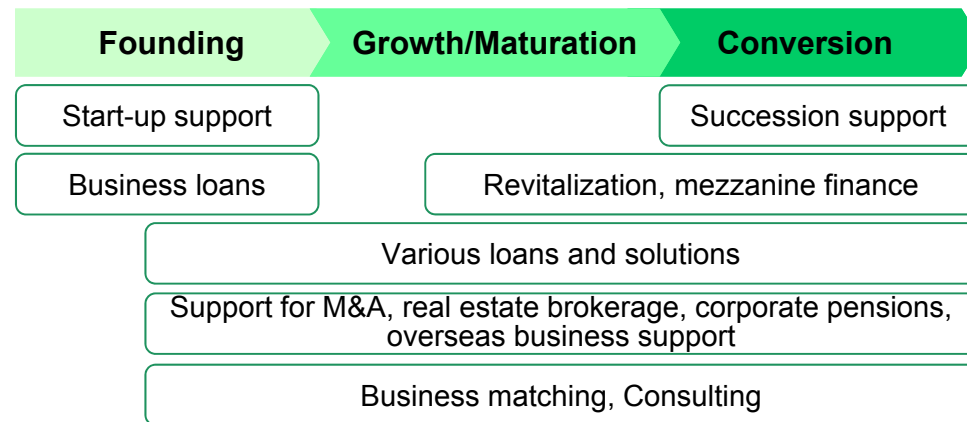 Founding
Growth/Maturation
Conversion
Start-up support
Succession support
Business loans
Revitalization, mezzanine finance
Various loans and solutions
Support for M&A, real estate brokerage, corporate pensions,
overseas business support
Business matching, Consulting